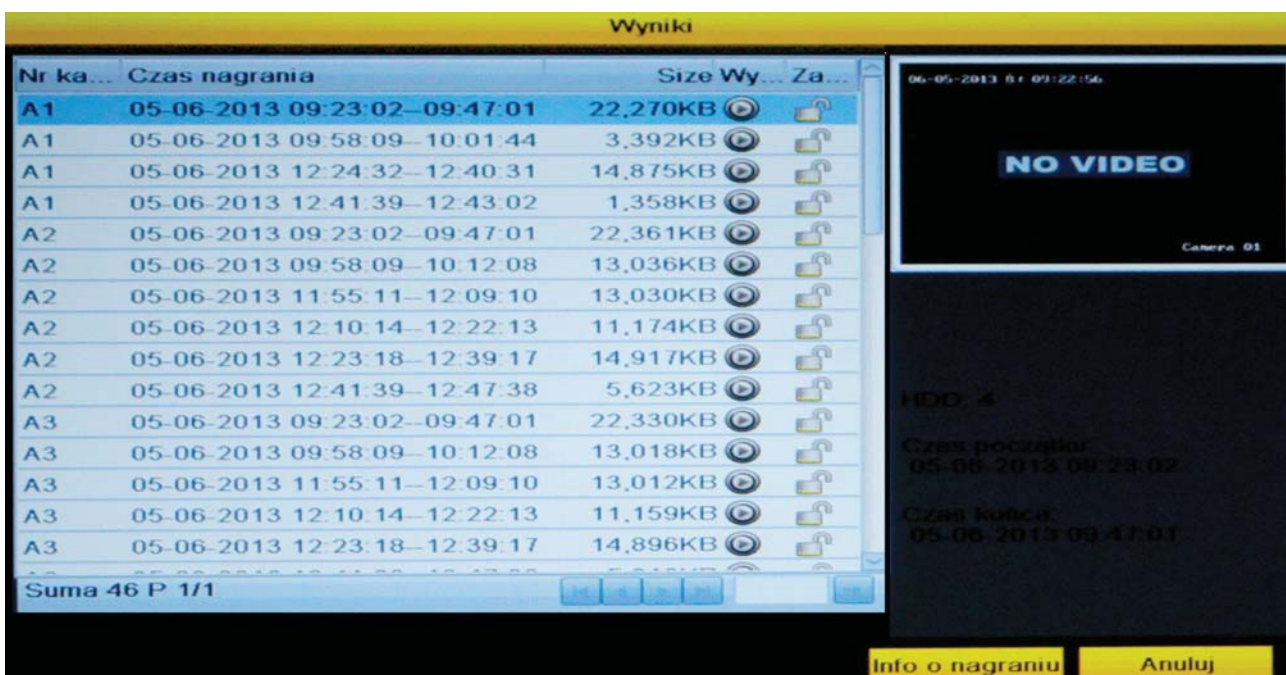 Wyniki
Nr ka... Czas nagrania Size Wy... Za...
A1 05-06-2013 09:23:02--09:47:01 22,270KB
A1 05-06-2013 09:58:09--10:01:44 3,392KB
A1 05-06-2013 12:24:32--12:40:31 14,875KB
A1 05-06-2013 12:41:39--12:43:02 1,358KB
A2 05-06-2013 09:23:02--09:47:01 22,361KB
A2 05-06-2013 09:58:09--10:12:08 13,036KB
A2 05-06-2013 11:55:11--12:09:10 13,030KB
A2 05-06-2013 12:10:14--12:22:13 11,174KB
A2 05-06-2013 12:23:18--12:39:17 14,917KB
A2 05-06-2013 12:41:39--12:47:38 5,623KB
A3 05-06-2013 09:23:02--09:47:01 22,330KB
A3 05-06-2013 09:58:09--10:12:08 13,018KB
A3 05-06-2013 11:55:11--12:09:10 13,012KB
A3 05-06-2013 12:10:14--12:22:13 11,159KB
A3 05-06-2013 12:23:18--12:39:17 14,896KB
Suma 46 P 1/1
06-05-2013 09:22:56
NO VIDEO
Camera 01
HDD: 4
Czas początku:
05-06-2013 09:23:02
Czas końca:
05-06-2013 09:47:01
Info o nagraniu
Anuluj